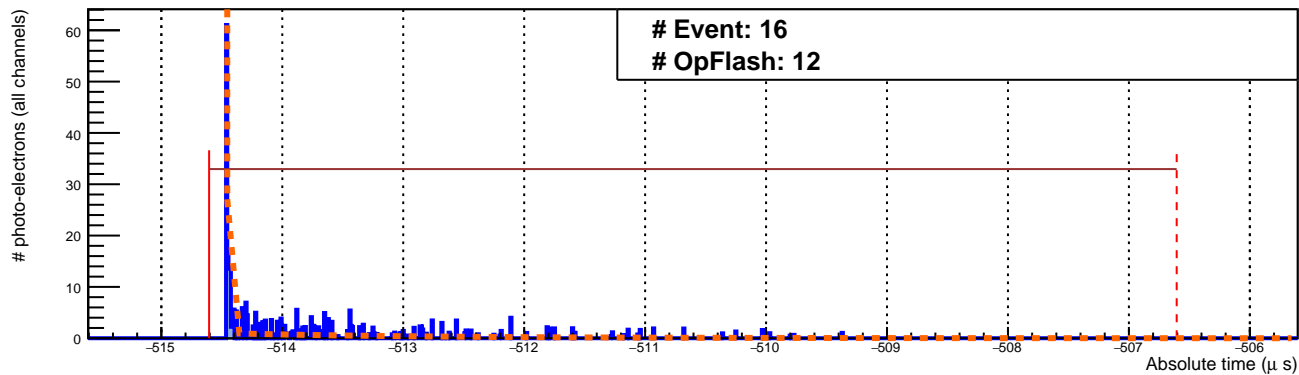 # Event: 16
# OpFlash: 12
# photo-electrons (all channels)
60
50
40
30
20
10
0
−515 −514 −513 −512 −511 −510 −509 −508 −507 −506
Absolute time (μ s)